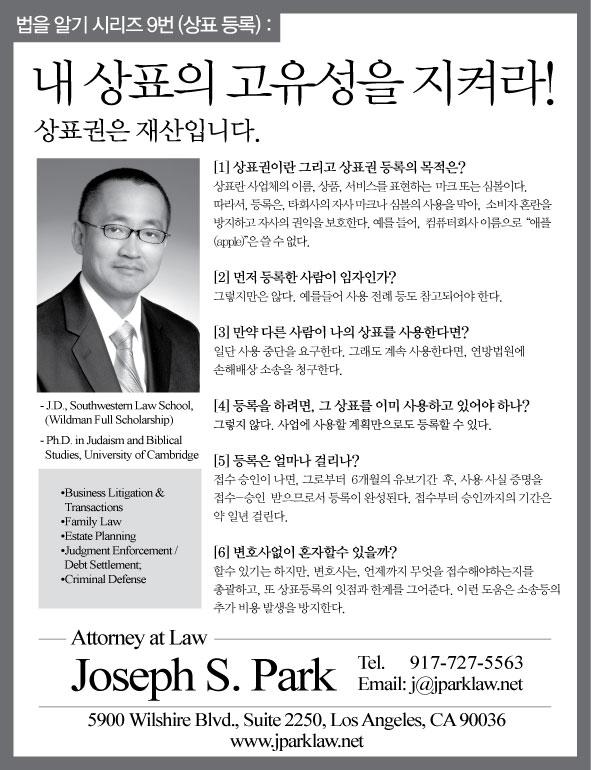 법을 알기 시리즈 9번 (상표 등록) :
내 상표의 고유성을 지켜라!
상표권은 재산입니다.
[1] 상표권이란 그리고 상표권 등록의 목적은?
상표란 사업체의 이름, 상품, 서비스를 표현하는 마크 또는 심볼이다.
따라서, 등록은, 타회사의 자사 마크나 심볼의 사용을 막아, 소비자 혼란을
방지하고 자사의 권익을 보호한다. 예를 들어, 컴퓨터회사 이름으로 “애플
(apple)”은 쓸 수 없다.
[2] 먼저 등록한 사람이 임자인가?
그렇지만은 않다. 예를들어 사용 전례 등도 참고되어야 한다.
[3] 만약 다른 사람이 나의 상표를 사용한다면?
일단 사용 중단을 요구한다. 그래도 계속 사용한다면, 연방법원에
손해배상 소송을 청구한다.
[4] 등록을 하려면, 그 상표를 이미 사용하고 있어야 하나?
그렇지 않다. 사업에 사용할 계획만으로도 등록할 수 있다.
[5] 등록은 얼마나 걸리나?
접수 승인이 나면, 그로부터 6개월의 유보기간 후, 사용 사실 증명을
접수-승인 받으므로서 등록이 완성된다. 접수부터 승인까지의 기간은
약 일년 걸린다.
[6] 변호사없이 혼자할수 있을까?
할수 있기는 하지만, 변호사는, 언제까지 무엇을 접수해야하는지를
총괄하고, 또 상표등록의 잇점과 한계를 그어준다. 이런 도움은 소송등의
추가 비용 발생을 방지한다.
- J.D., Southwestern Law School,
(Wildman Full Scholarship)
- Ph.D. in Judaism and Biblical
Studies, University of Cambridge
•Business Litigation &
Transactions
•Family Law
•Estate Planning
•Judgment Enforcement /
Debt Settlement;
•Criminal Defense
Attorney at Law
Joseph S. Park
Tel. 917-727-5563
Email: j@jparklaw.net
5900 Wilshire Blvd., Suite 2250, Los Angeles, CA 90036
www.jparklaw.net